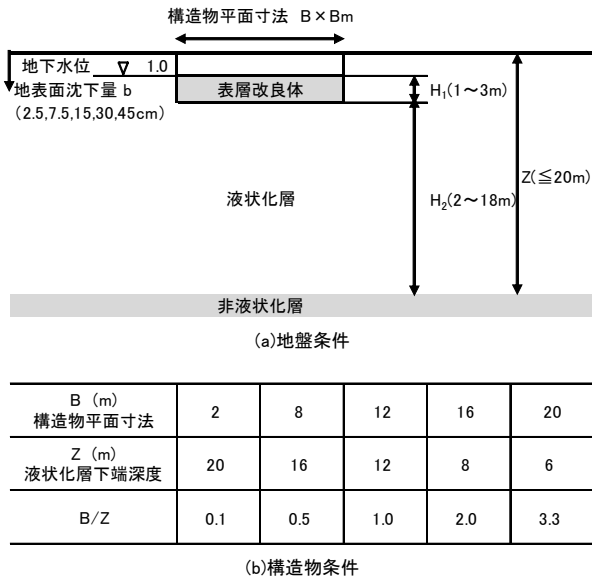 構造物平面寸法 B×Bm
地下水位 ▽ 1.0
地表面沈下量 b
(2.5,7.5,15,30,45cm)
表層改良体
H₁(1～3m)
Z(≦20m)
液状化層
H₂(2～18m)
非液状化層
(a)地盤条件
B (m)
構造物平面寸法
2 8 12 16 20
Z (m)
液状化層下端深度
20 16 12 8 6
B/Z 0.1 0.5 1.0 2.0 3.3
(b)構造物条件